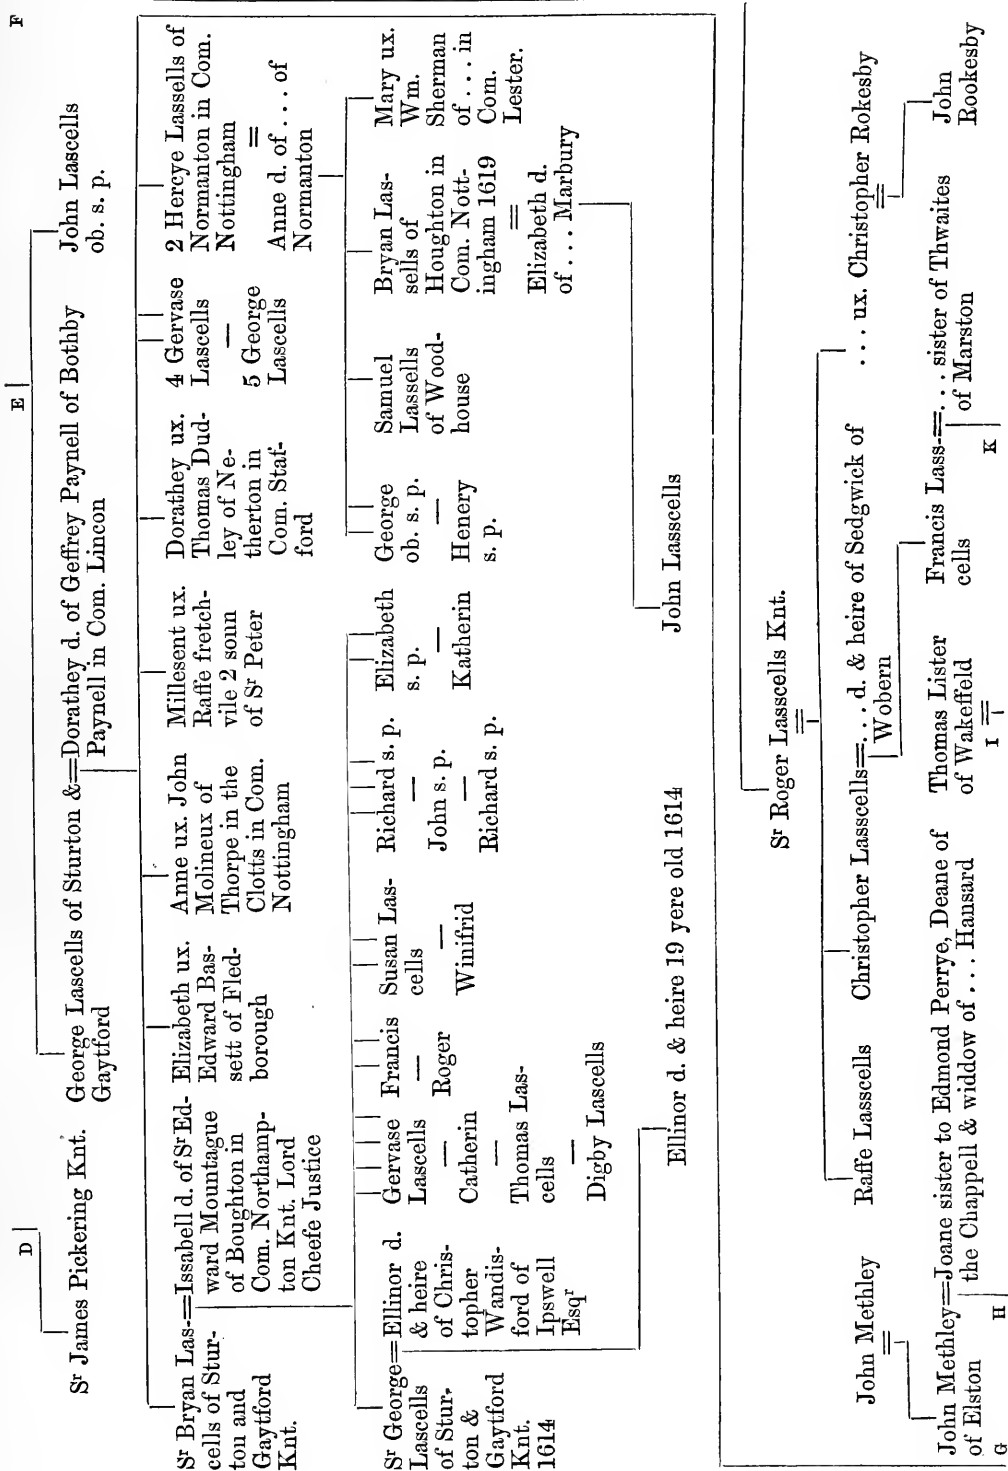 D
E
F
Sr James Pickering Knt.
George Lascells of Sturton &=Dorathey d. of Geffrey Paynell of Bothby
Gaytford
Paynell in Com. Lincon
John Lascells
ob. s. p.
Sr Bryan Las-=Issabell d. of Sr Ed-
cells of Stur-
ton and
Gaytford
Knt.
ward Mountague
of Boughton in
Com. Northamp-
ton Knt. Lord
Cheefe Justice
Elizabeth ux.
Edward Bas-
sett of Fled-
borough
Anne ux. John
Molineux of
Thorpe in the
Clotts in Com.
Nottingham
Millesent ux.
Raffe fretch-
vile 2 soun
of Sr Peter
Dorathey ux.
Thomas Dud-
ley of Ne-
therton in
Com. Staf-
ford
4 Gervase
Lascells
—
5 George
Lascells
2 Hercye Lassells of
Normanton in Com.
Nottingham
=
Anne d. of . . . . of
Normanton
Sr George=Ellinor d.
Lascells
of Stur-
ton &
Gaytford
Knt.
1614
& heire
of Chris-
topher
Wandis-
ford of
Ipswell
Esqr
Gervase
Lascells
—
Catherin
—
Thomas Las-
cells
—
Digby Lascells
Francis
—
Roger
Susan Las-
cells
—
Winifrid
Richard s. p.
—
John s. p.
—
Richard s. p.
Elizabeth
s. p.
—
Katherin
George
ob. s. p.
—
Henery
s. p.
Samuel
Lassells
of Wood-
house
Bryan Las-
sells of
Houghton in
Com. Nott-
ingham 1619
=
Elizabeth d.
of . . . . Marbury
Mary ux.
Wm.
Sherman
of . . . in
Com.
Lester.
Ellinor d. & heire 19 yere old 1614
John Lasscells
Sr Roger Lasscells Knt.
=
John Methley
=
Raffe Lasscells
Christopher Lasscells=. . . d. & heire of Sedgwick of
Wobern
. . . ux. Christopher Rokesby
=
John Methley=Joane sister to Edmond Perrye, Deane of
of Elston
the Chappell & widdow of . . . Hansard
Thomas Lister
of Wakeffeld
=
Francis Lass-=. . . sister of Thwaites
cells
of Marston
John
Rookesby
G
H
I
K